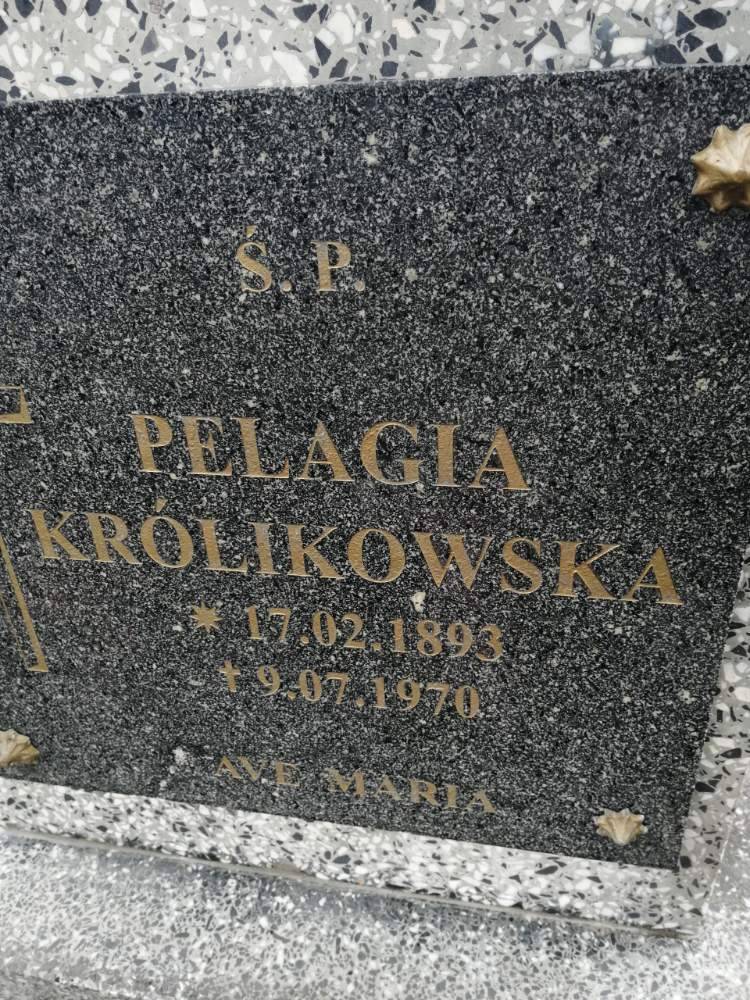 Ś. P.
PELAGIA
KRÓLIKOWSKA
* 17.02.1893
† 9.07.1970
AVE MARIA